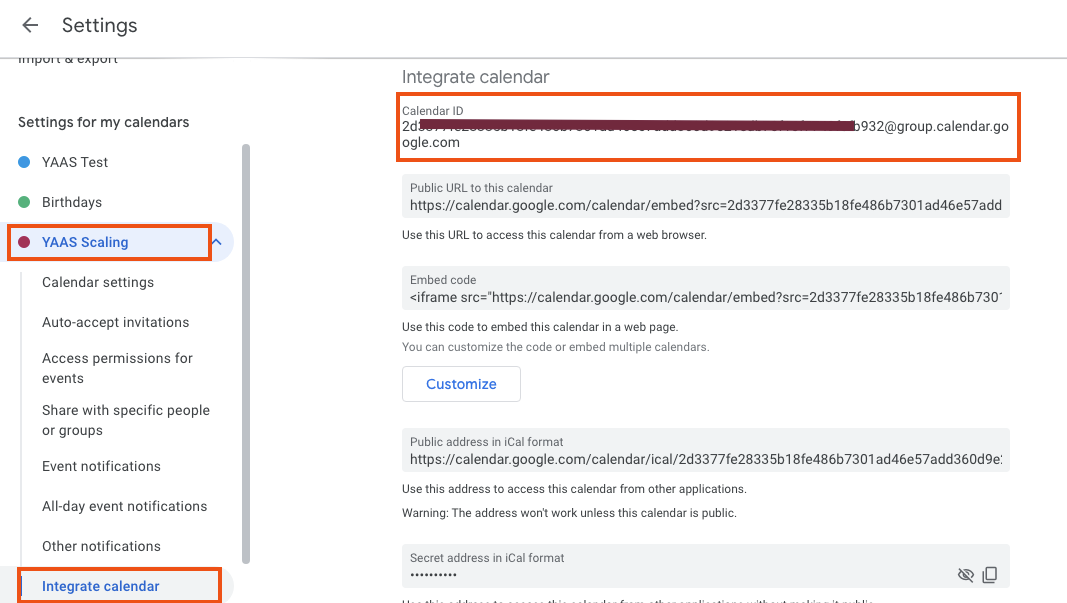 Settings
Import & export
Settings for my calendars
YAAS Test
Birthdays
YAAS Scaling
Calendar settings
Auto-accept invitations
Access permissions for
events
Share with specific people
or groups
Event notifications
All-day event notifications
Other notifications
Integrate calendar
Integrate calendar
Calendar ID
b932@group.calendar.go
ogle.com
Public URL to this calendar
https://calendar.google.com/calendar/embed?src=2d3377fe28335b18fe486b7301ad46e57add
Use this URL to access this calendar from a web browser.
Embed code
<iframe src="https://calendar.google.com/calendar/embed?src=2d3377fe28335b18fe486b730
Use this code to embed this calendar in a web page.
You can customize the code or embed multiple calendars.
Customize
Public address in iCal format
https://calendar.google.com/calendar/ical/2d3377fe28335b18fe486b7301ad46e57add360d9e
Use this address to access this calendar from other applications.
Warning: The address won't work unless this calendar is public.
Secret address in iCal format
••••••••••